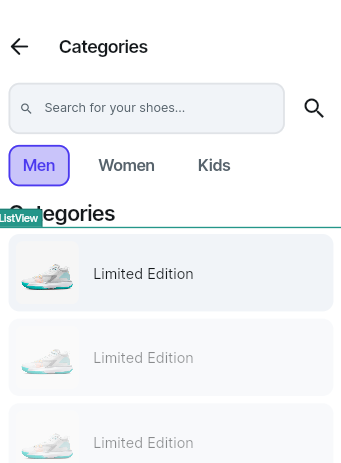 Categories
Search for your shoes...
Men Women Kids
Categories
ListView
Limited Edition
Limited Edition
Limited Edition